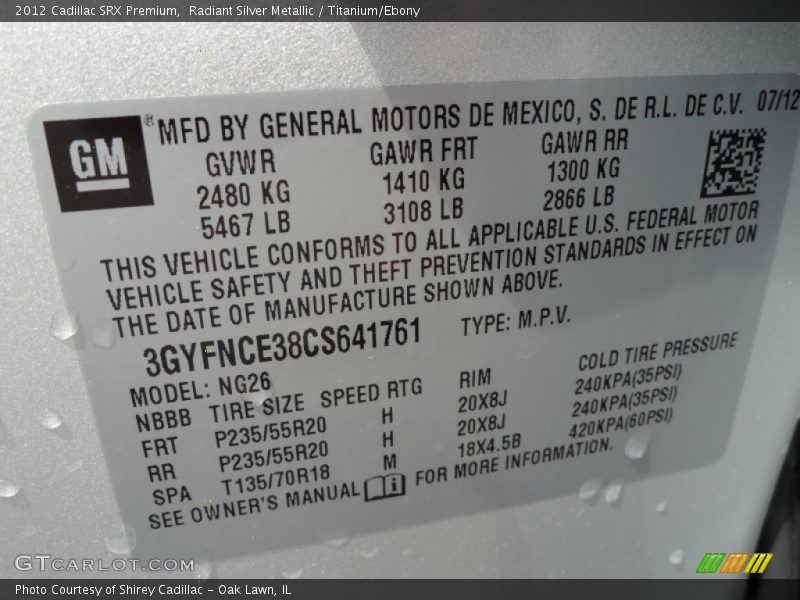 2012 Cadillac SRX Premium,  Radiant Silver Metallic / Titanium/Ebony
GM ® MFD BY GENERAL MOTORS DE MEXICO, S. DE R.L. DE C.V. 07/12
GVWR GAWR FRT GAWR RR
2480 KG 1410 KG 1300 KG
5467 LB 3108 LB 2866 LB
THIS VEHICLE CONFORMS TO ALL APPLICABLE U.S. FEDERAL MOTOR
VEHICLE SAFETY AND THEFT PREVENTION STANDARDS IN EFFECT ON
THE DATE OF MANUFACTURE SHOWN ABOVE.
3GYFNCE38CS641761 TYPE: M.P.V.
MODEL: NG26
NBBB TIRE SIZE SPEED RTG RIM COLD TIRE PRESSURE
FRT P235/55R20 H 20X8J 240KPA(35PSI)
RR P235/55R20 H 20X8J 240KPA(35PSI)
SPA T135/70R18 M 18X4.5B 420KPA(60PSI)
SEE OWNER'S MANUAL i FOR MORE INFORMATION.
GTCARLOT.COM
Photo Courtesy of Shirey Cadillac - Oak Lawn, IL